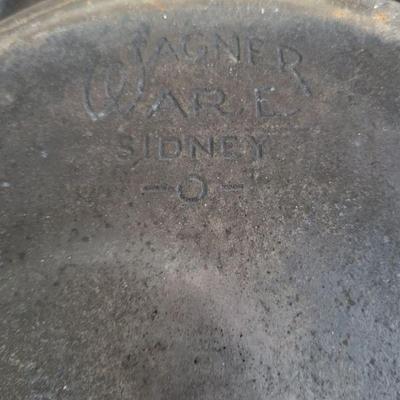 WAGNER
WARE
SIDNEY
-O-